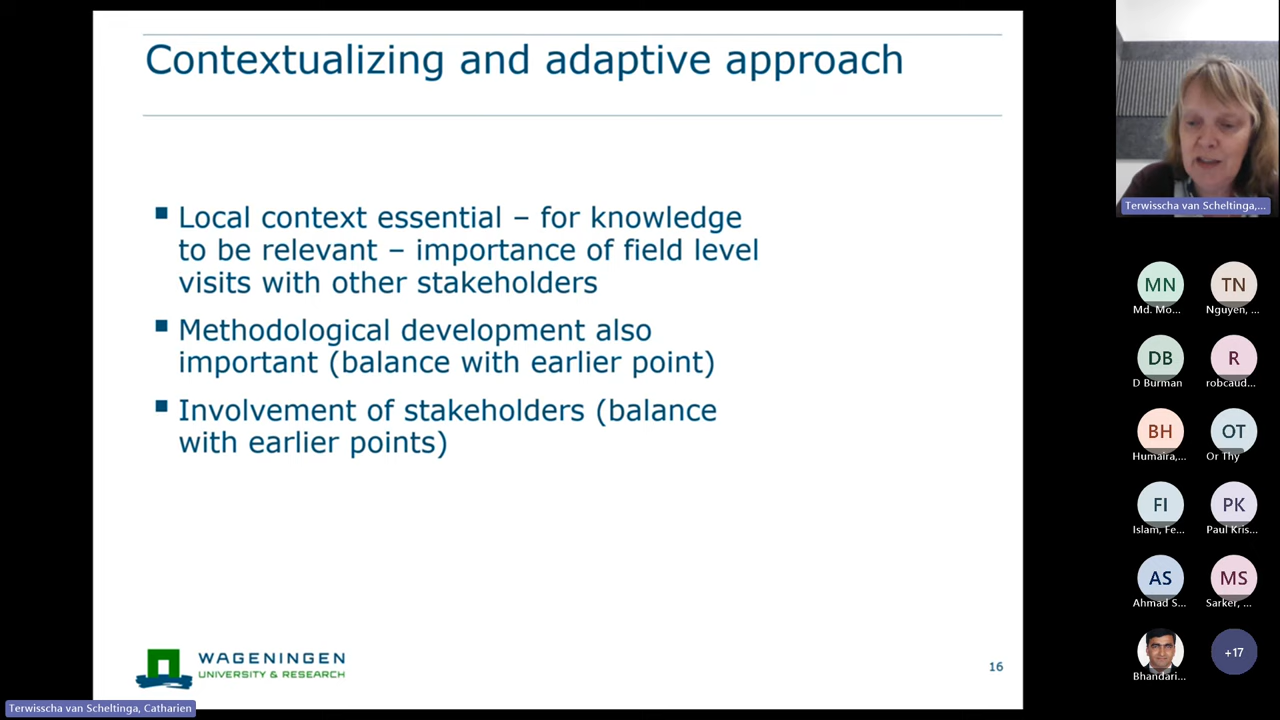 Contextualizing and adaptive approach
Local context essential – for knowledge
to be relevant – importance of field level
visits with other stakeholders
Methodological development also
important (balance with earlier point)
Involvement of stakeholders (balance
with earlier points)
WAGENINGEN
UNIVERSITY & RESEARCH
16
Terwisscha van Scheltinga, Catharien
Terwisscha van Scheltinga,...
MN
Md. Mo...
TN
Nguyen, ...
DB
D Burman
R
robcaud...
BH
Humaira,...
OT
Or Thy
FI
Islam, Fe...
PK
Paul Kris...
AS
Ahmad S...
MS
Sarker, ...
Bhandari...
+17